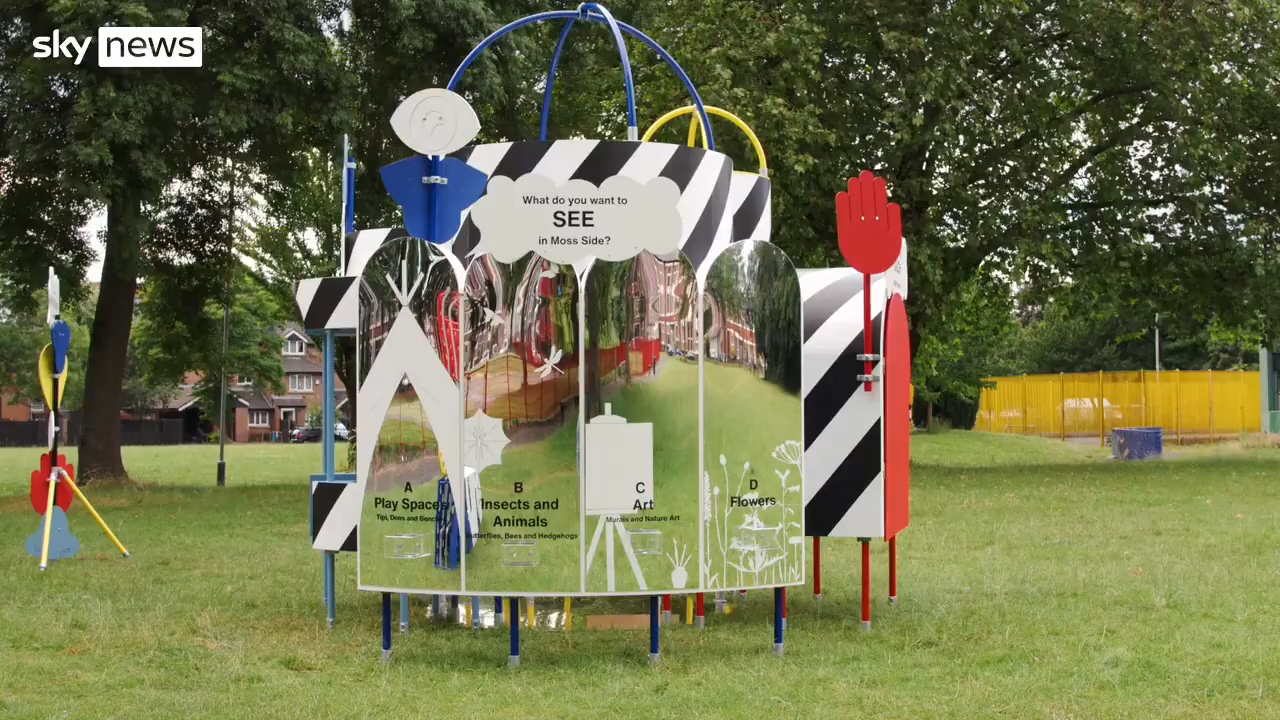 sky news
What do you want to
SEE
in Moss Side?
A
Play Spaces
Tipi, Dens and Benches
B
Insects and
Animals
Butterflies, Bees and Hedgehogs
C
Art
Murals and Nature Art
D
Flowers